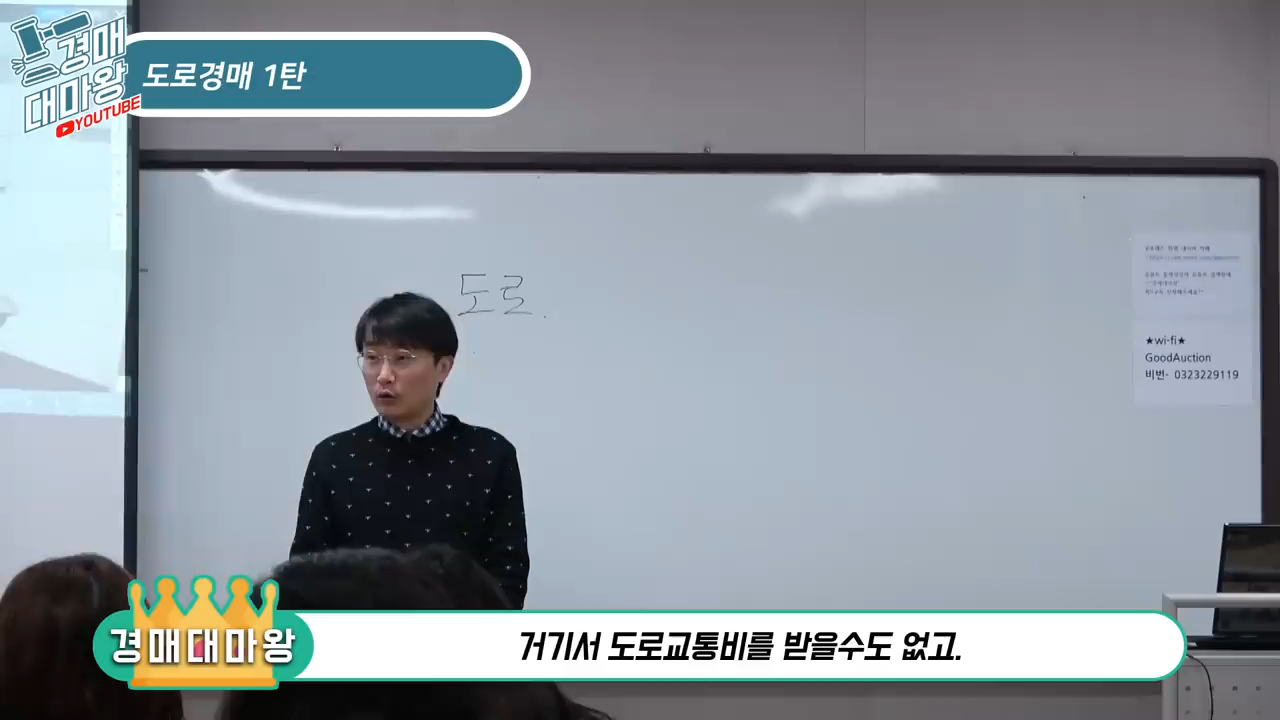 경매
대마왕
YOUTUBE
도로경매 1탄
도로.
★wi-fi★
GoodAuction
비번- 0323229119
경매대마왕
거기서 도로교통비를 받을수도 없고.